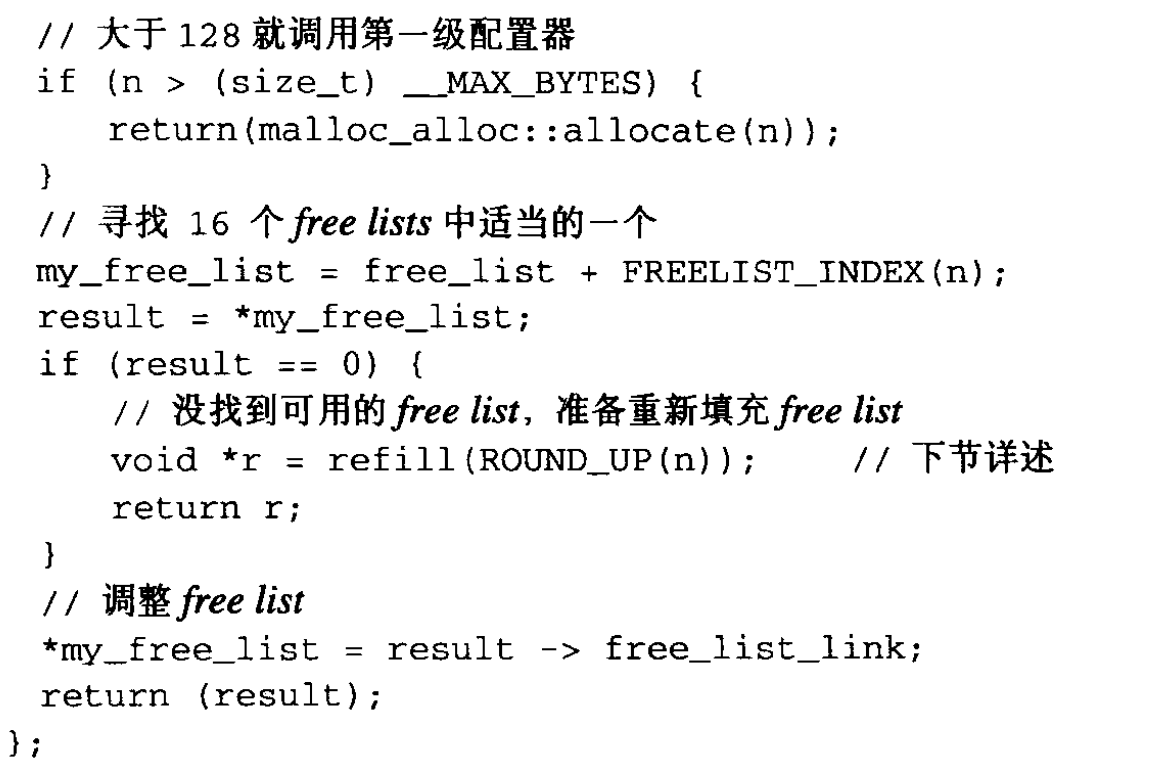 // 大于 128 就调用第一级配置器
if (n > (size_t) __MAX_BYTES) {
return(malloc_alloc::allocate(n));
}
// 寻找 16 个 free lists 中适当的一个
my_free_list = free_list + FREELIST_INDEX(n);
result = *my_free_list;
if (result == 0) {
// 没找到可用的 free list，准备重新填充 free list
void *r = refill(ROUND_UP(n)); // 下节详述
return r;
}
// 调整 free list
*my_free_list = result -> free_list_link;
return (result);
};